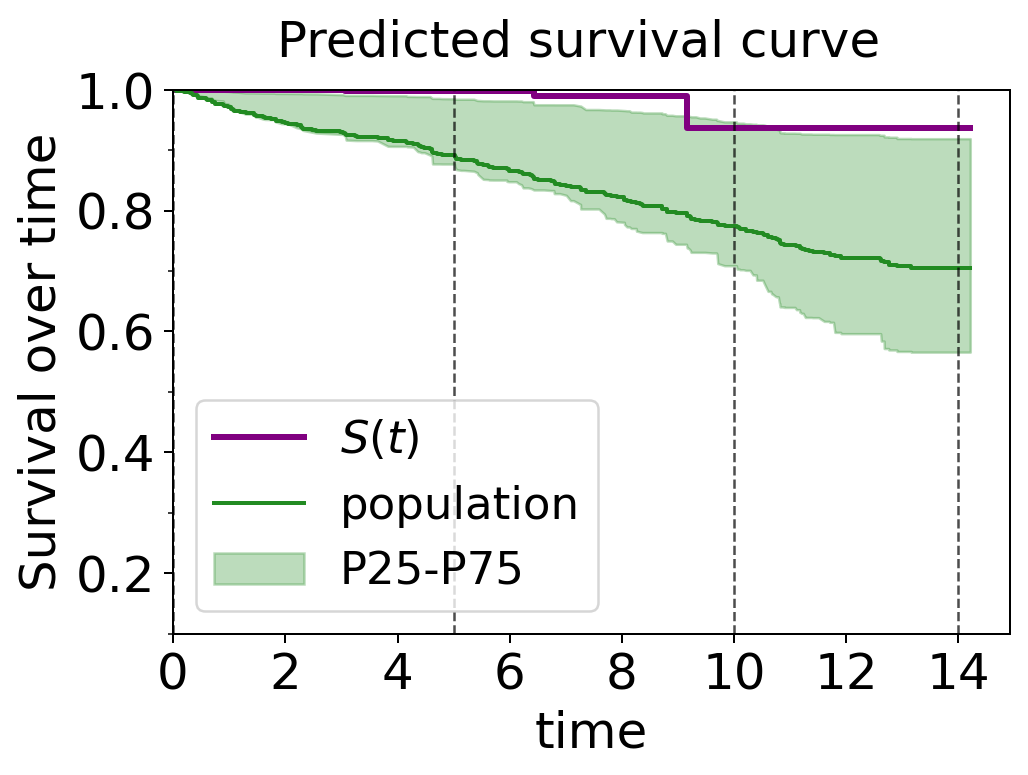 Predicted survival curve
Survival over time
1.0
0.8
0.6
0.4
0.2
S(t)
population
P25-P75
0 2 4 6 8 10 12 14
time